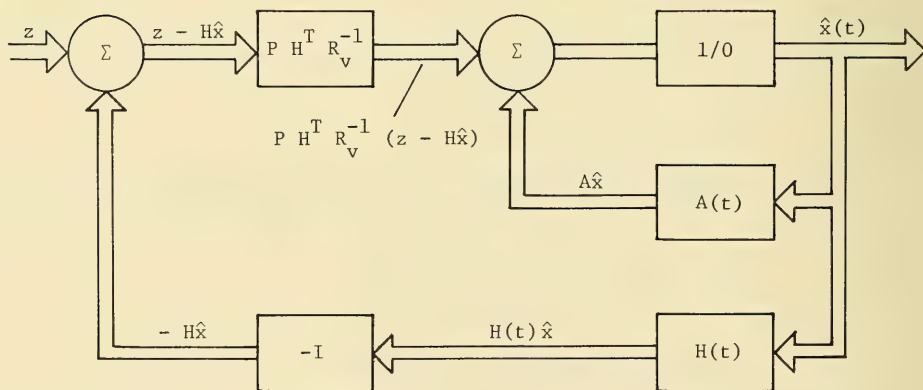 z
Σ
z - Hx̂
P H^T R_v^-1
Σ
1/0
x̂(t)
P H^T R_v^-1 (z - Hx̂)
Ax̂
A(t)
- Hx̂
-I
H(t) x̂
H(t)